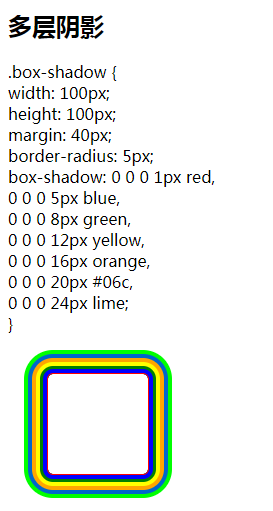 多层阴影
.box-shadow {
width: 100px;
height: 100px;
margin: 40px;
border-radius: 5px;
box-shadow: 0 0 0 1px red,
0 0 0 5px blue,
0 0 0 8px green,
0 0 0 12px yellow,
0 0 0 16px orange,
0 0 0 20px #06c,
0 0 0 24px lime;
}